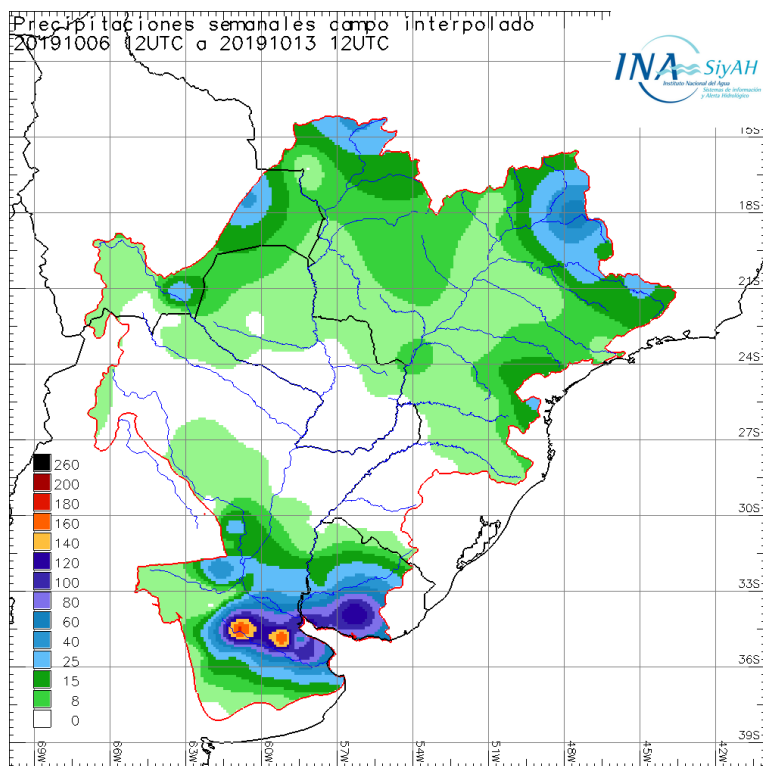 Precipitaciones semanales campo interpolado
20191006 12UTC a 20191013 12UTC
INA SiyAH
Instituto Nacional del Agua
Sistemas de información
y Alerta Hidrológico
15S
18S
21S
24S
27S
30S
33S
36S
39S
260
200
180
160
140
120
100
80
60
40
25
15
8
0
69W
66W
63W
60W
57W
54W
51W
48W
45W
42W